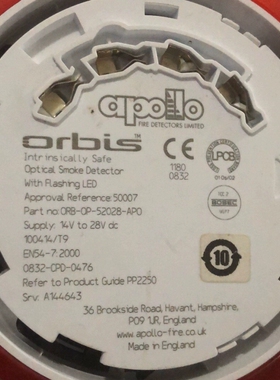 apollo
FIRE DETECTORS LIMITED
orbis™
CE
LPCB
Intrinsically Safe
1180
0832
Optical Smoke Detector
With Flashing LED
Approval Reference: 50007
Part no: ORB-OP-52028-APO
Supply: 14V to 28V dc
100414/T9
EN54-7:2000
10
0832-CPD-0476
Refer to Product Guide PP2250
Srv. A144643
36 Brookside Road, Havant, Hampshire,
PO9 1JR, England
www.apollo-fire.co.uk
Made in England